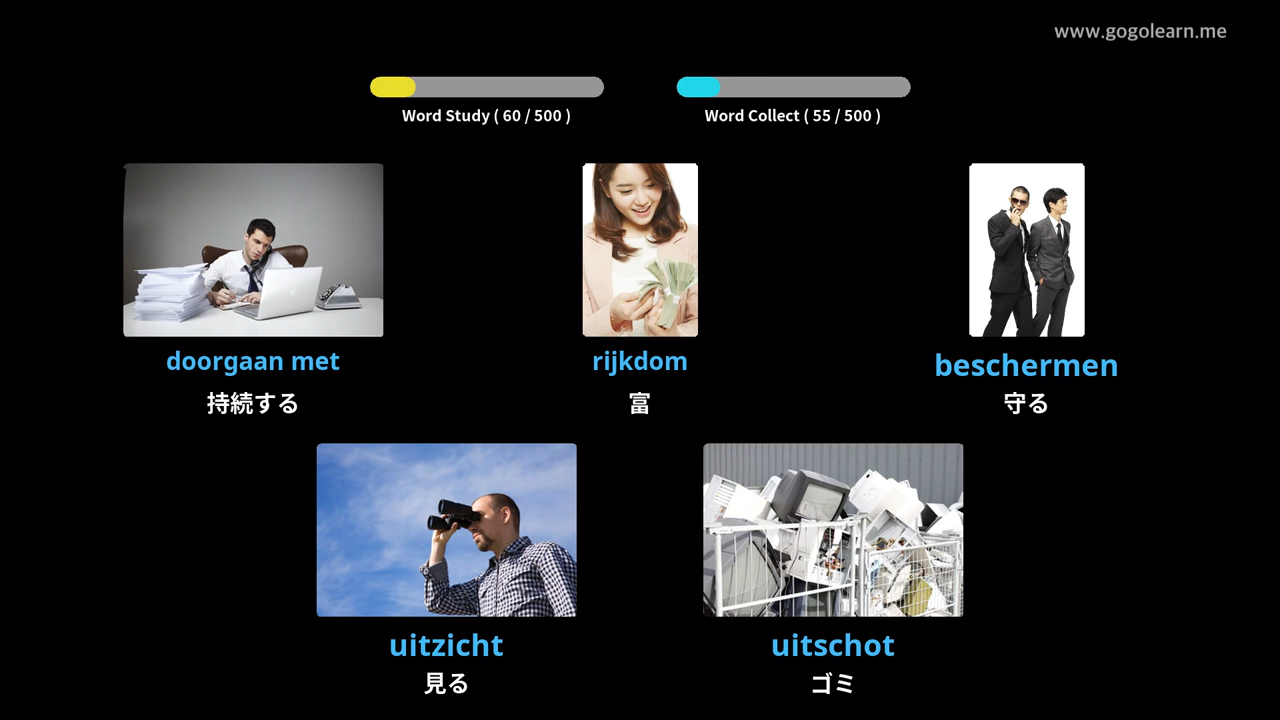 www.gogolearn.me
Word Study ( 60 / 500 )
Word Collect ( 55 / 500 )
doorgaan met
持続する
rijkdom
富
beschermen
守る
uitzicht
見る
uitschot
ゴミ